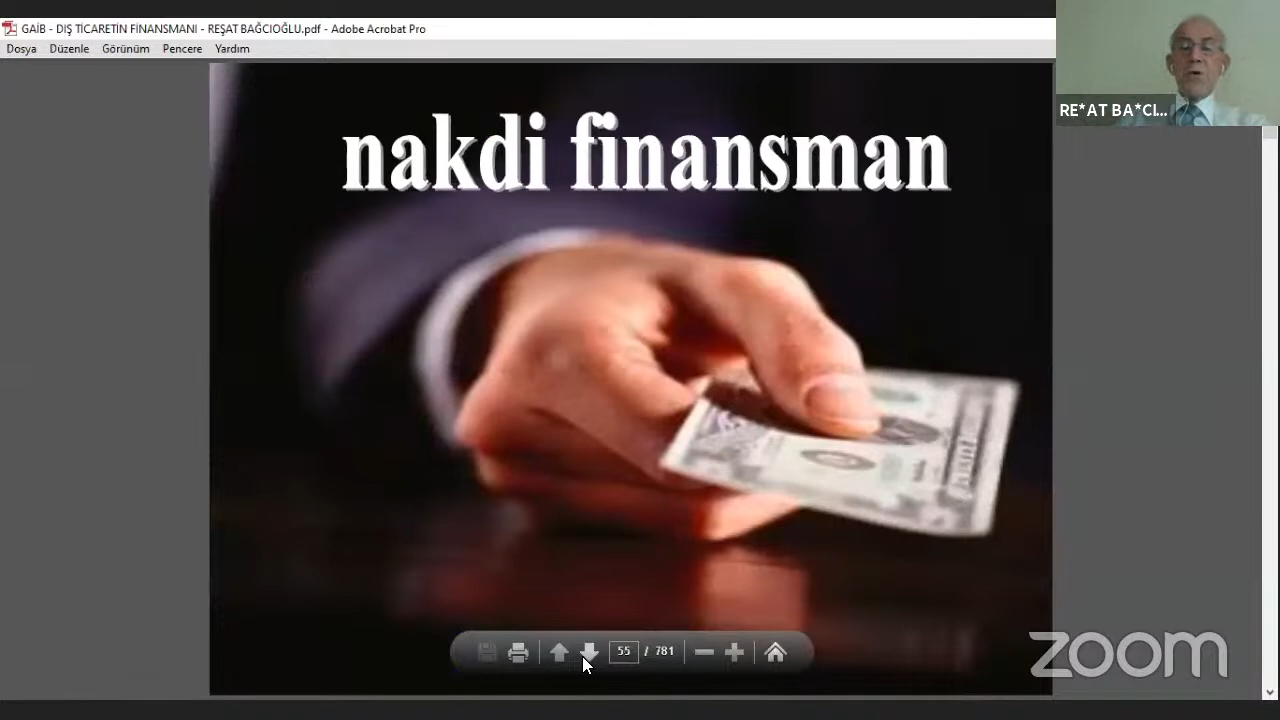 GAİB - DIŞ TİCARETİN FİNANSMANI - REŞAT BAĞCIOĞLU.pdf - Adobe Acrobat Pro
Dosya Düzenle Görünüm Pencere Yardım
RE*AT BA*CI...
nakdi finansman
55 / 781
zoom